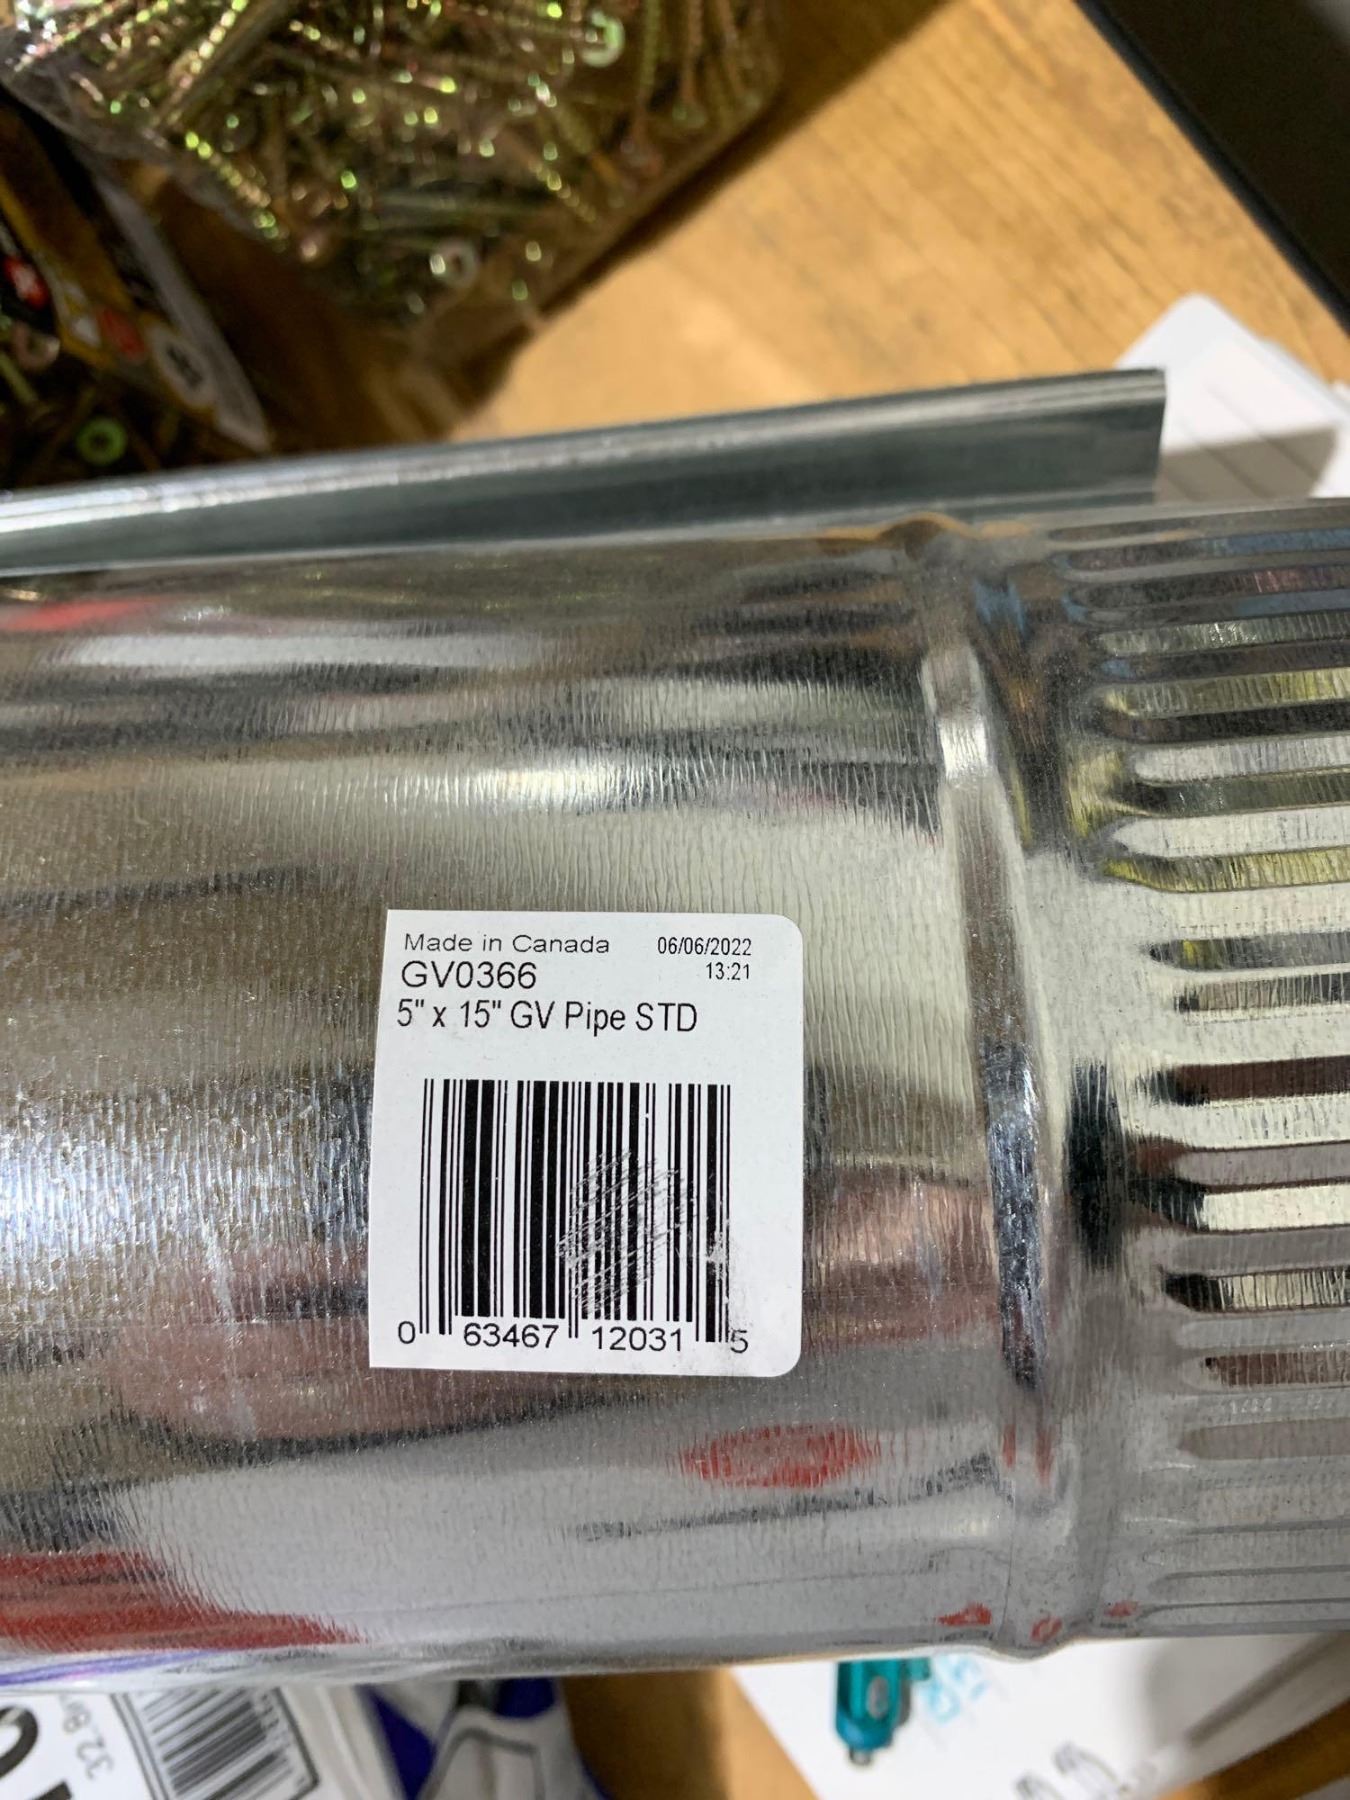 Made in Canada 06/06/2022
GV0366 13:21
5" x 15" GV Pipe STD
0 63467 12031 5